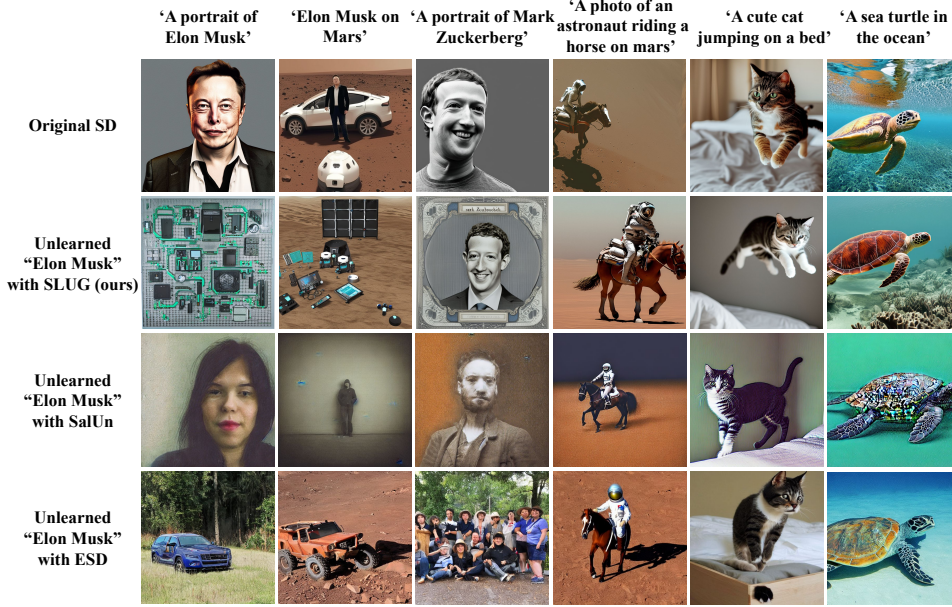 ‘A portrait of
Elon Musk’
‘Elon Musk on
Mars’
‘A portrait of Mark
Zuckerberg’
‘A photo of an
astronaut riding a
horse on mars’
‘A cute cat
jumping on a bed’
‘A sea turtle in
the ocean’
Original SD
Unlearned
“Elon Musk”
with SLUG (ours)
Unlearned
“Elon Musk”
with SalUn
Unlearned
“Elon Musk”
with ESD